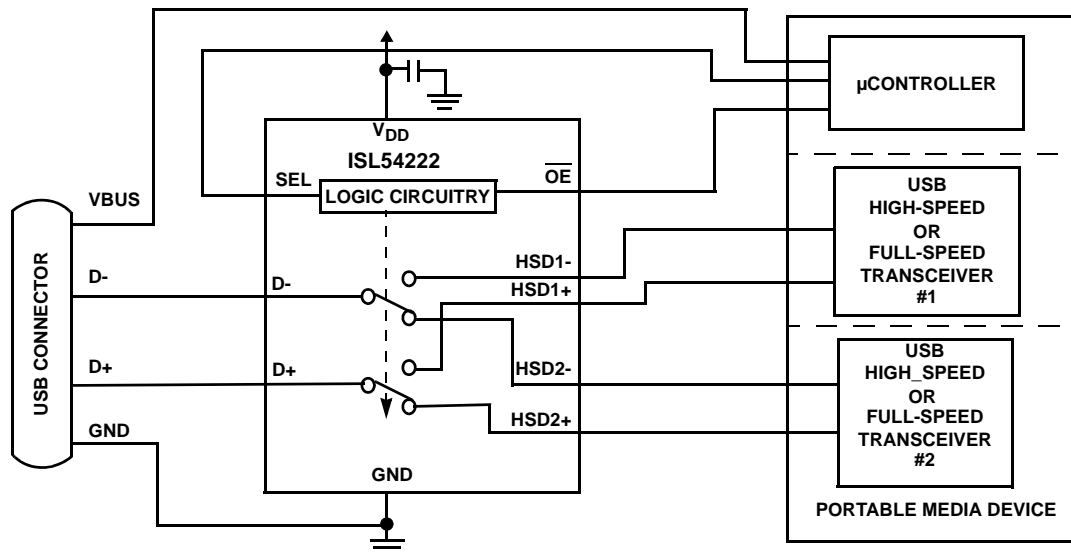 µCONTROLLER
VDD
ISL54222
SEL
OE
LOGIC CIRCUITRY
VBUS
USB CONNECTOR
D-
D+
GND
D-
D+
HSD1-
HSD1+
HSD2-
HSD2+
GND
USB
HIGH-SPEED
OR
FULL-SPEED
TRANSCEIVER
#1
USB
HIGH_SPEED
OR
FULL-SPEED
TRANSCEIVER
#2
PORTABLE MEDIA DEVICE